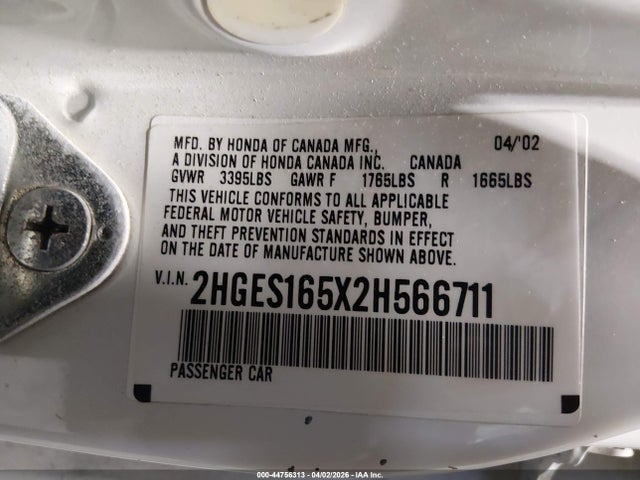 MFD. BY HONDA OF CANADA MFG., 04/'02
A DIVISION OF HONDA CANADA INC. CANADA
GVWR 3395LBS GAWR F 1765LBS R 1665LBS
THIS VEHICLE CONFORMS TO ALL APPLICABLE
FEDERAL MOTOR VEHICLE SAFETY, BUMPER,
AND THEFT PREVENTION STANDARDS IN EFFECT
ON THE DATE OF MANUFACTURE SHOWN ABOVE.
V.I.N. 2HGES165X2H566711
PASSENGER CAR
000-44756313 - 04/02/2026 - IAA Inc.